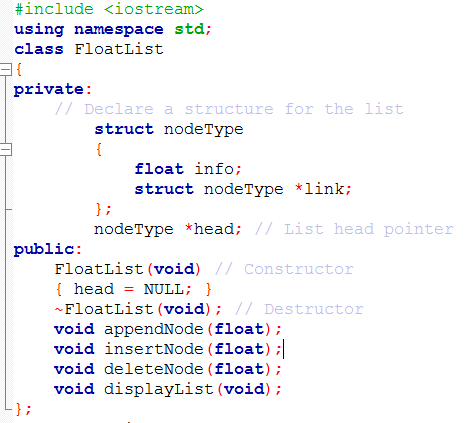 #include <iostream>
using namespace std;
class FloatList
{
private:
    // Declare a structure for the list
        struct nodeType
        {
            float info;
            struct nodeType *link;
        };
        nodeType *head; // List head pointer
public:
    FloatList(void) // Constructor
    { head = NULL; }
    ~FloatList(void); // Destructor
    void appendNode(float);
    void insertNode(float);
    void deleteNode(float);
    void displayList(void);
};